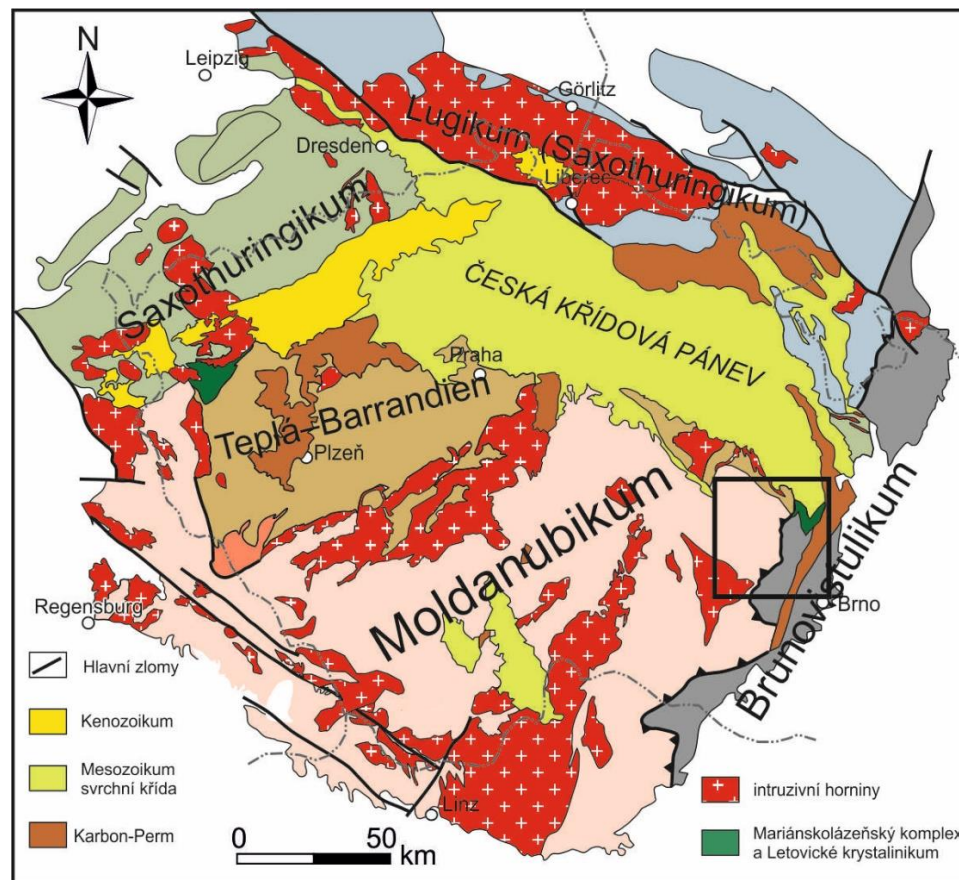 N
Leipzig
Görlitz
Dresden
Lugikum (Saxothuringikum)
Liberec
Saxothuringikum
ČESKÁ KŘÍDOVÁ PÁNEV
Praha
Teplá–Barrandien
Plzeň
Moldanubikum
Brunovistulikum
Brno
Regensburg
Linz
Hlavní zlomy
Kenozoikum
Mesozoikum
svrchní křída
Karbon-Perm
0 50
km
intruzivní horniny
Mariánskolázeňský komplex
a Letovické krystalinikum